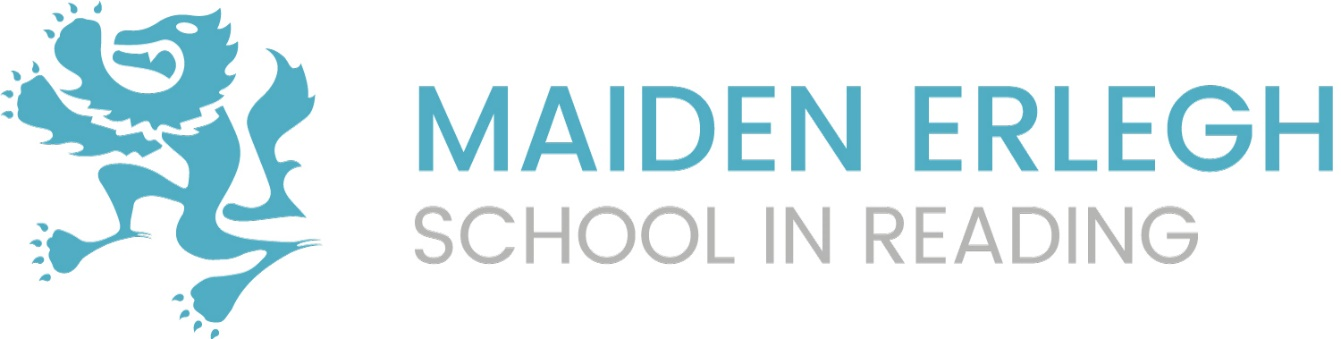 MAIDEN ERLEGH
SCHOOL IN READING